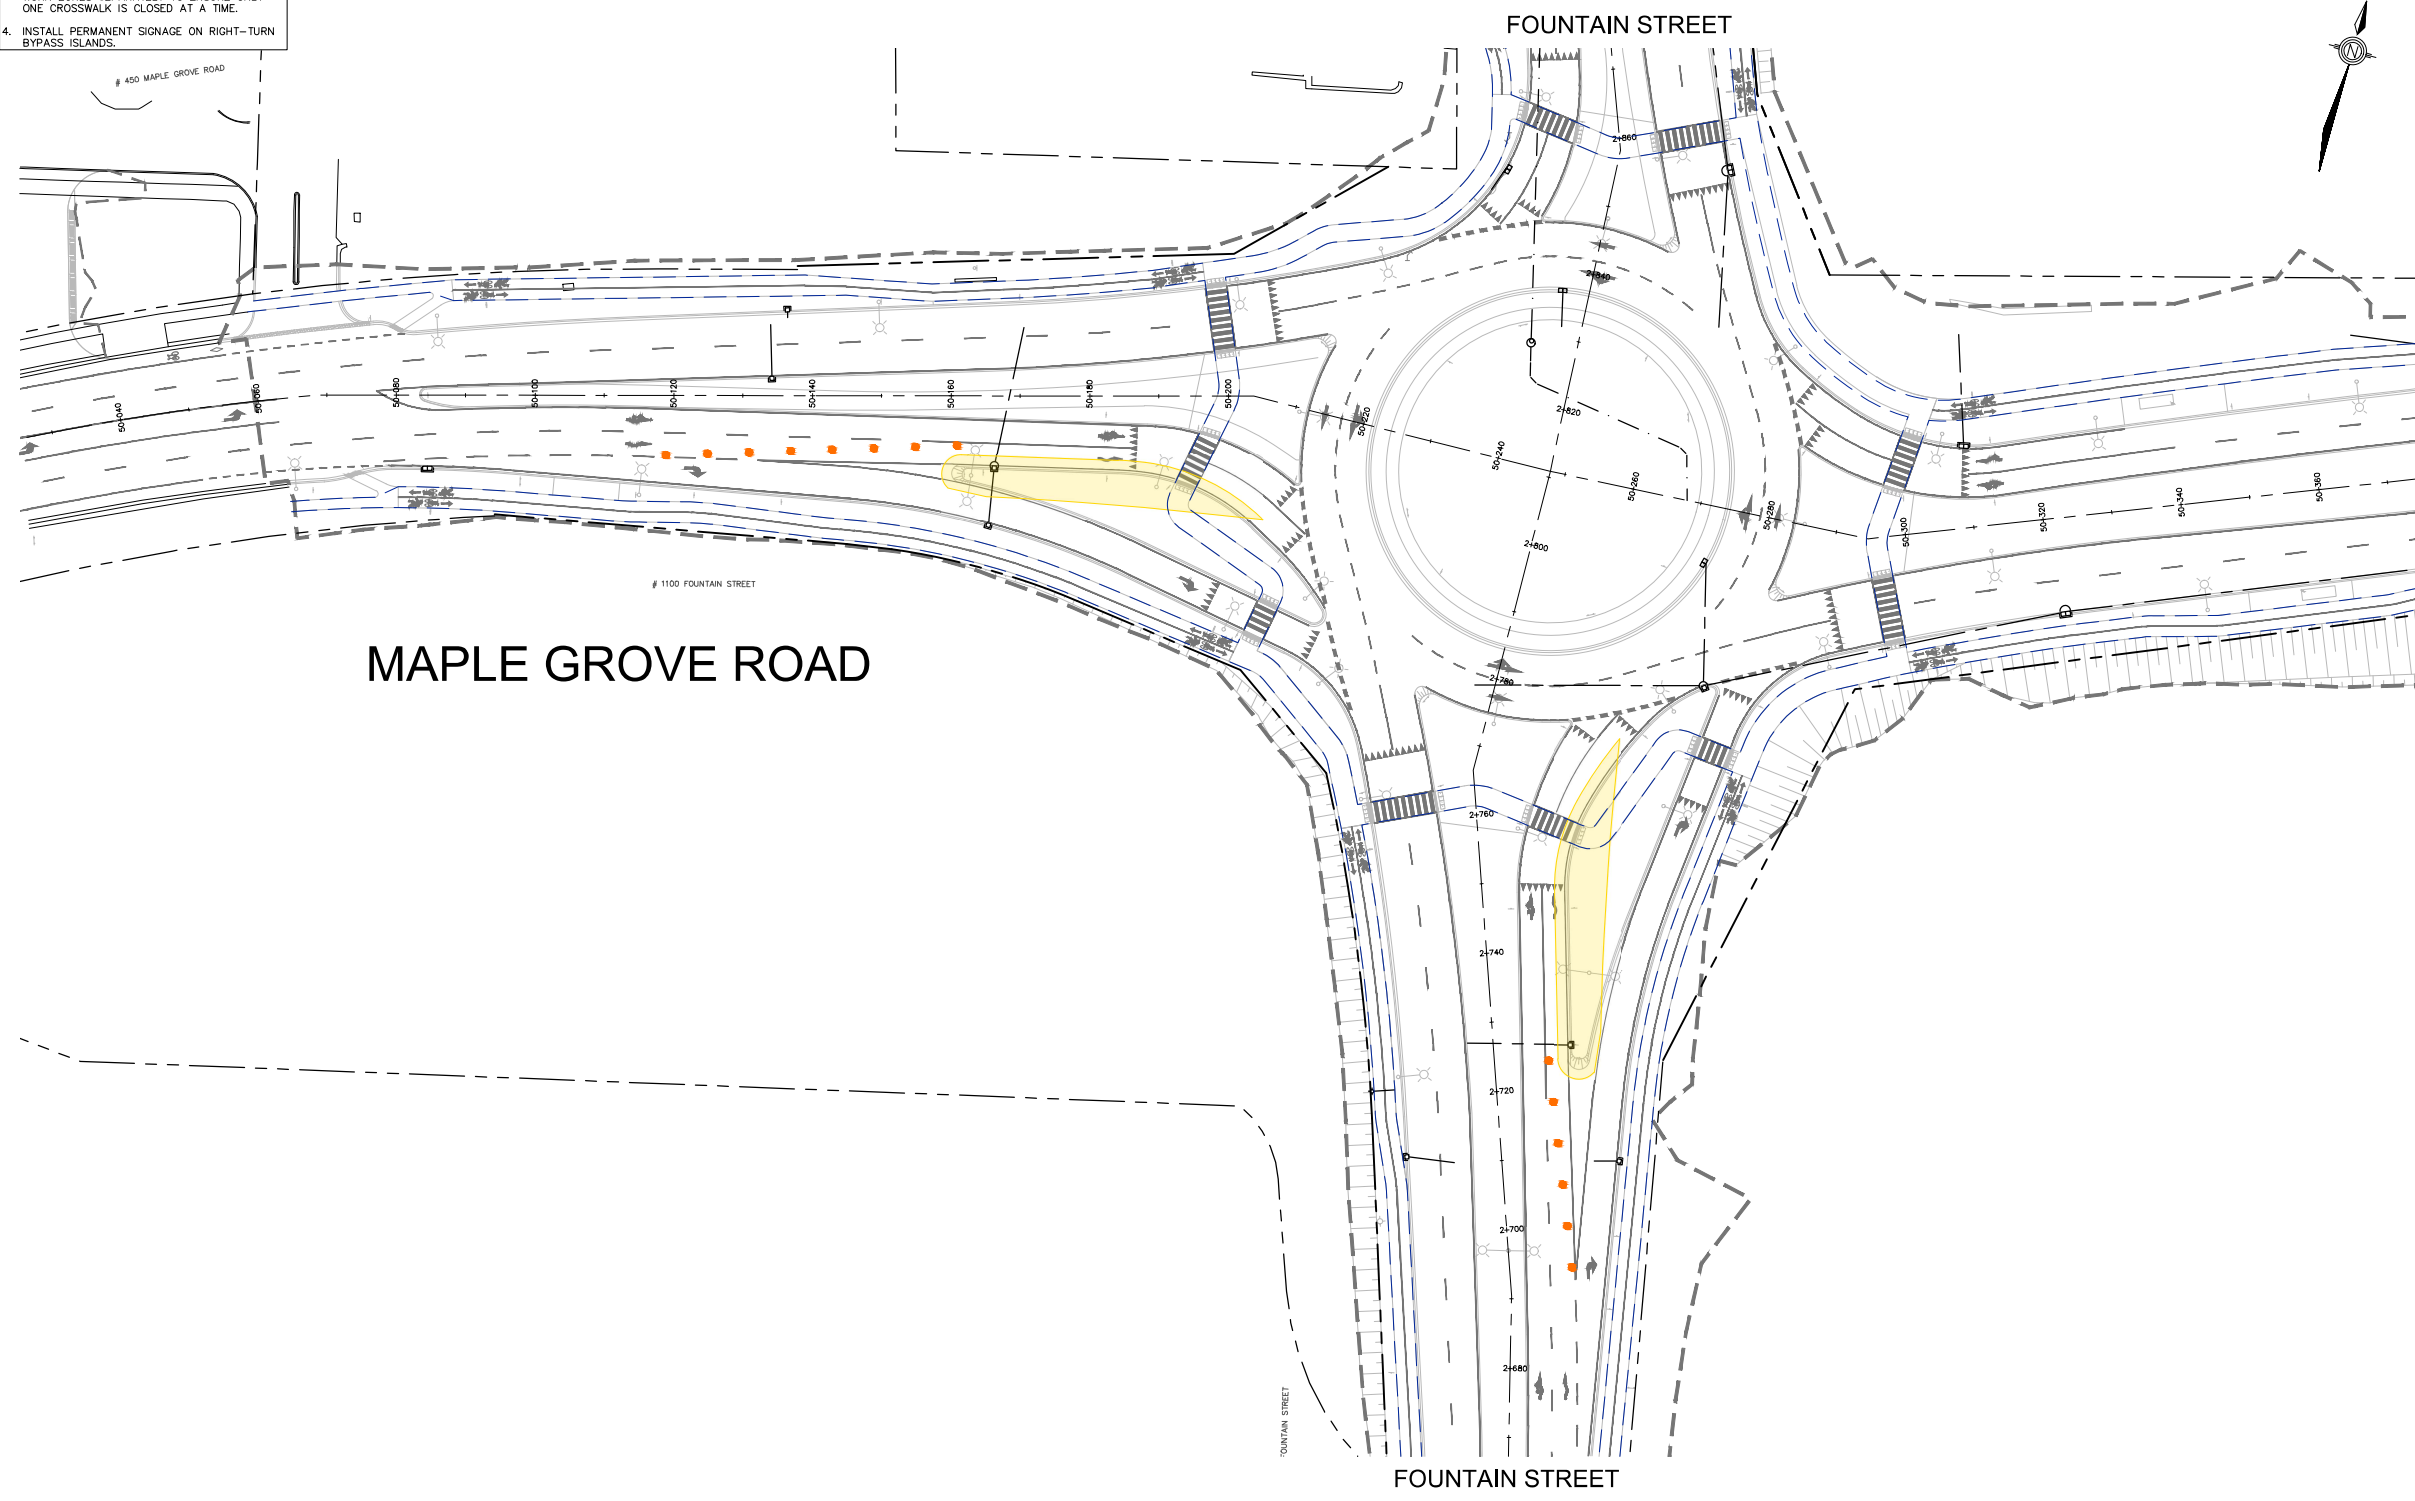 ONE CROSSWALK IS CLOSED AT A TIME.
4. INSTALL PERMANENT SIGNAGE ON RIGHT-TURN
BYPASS ISLANDS.
FOUNTAIN STREET
N
# 450 MAPLE GROVE ROAD
2+860
2+840
2+820
2+800
2+780
2+760
2+740
2+720
2+700
2+680
50+040
50+060
50+080
50+100
50+120
50+140
50+160
50+180
50+200
50+220
50+240
50+260
50+280
50+300
50+320
50+340
50+360
# 1100 FOUNTAIN STREET
MAPLE GROVE ROAD
FOUNTAIN STREET
FOUNTAIN STREET